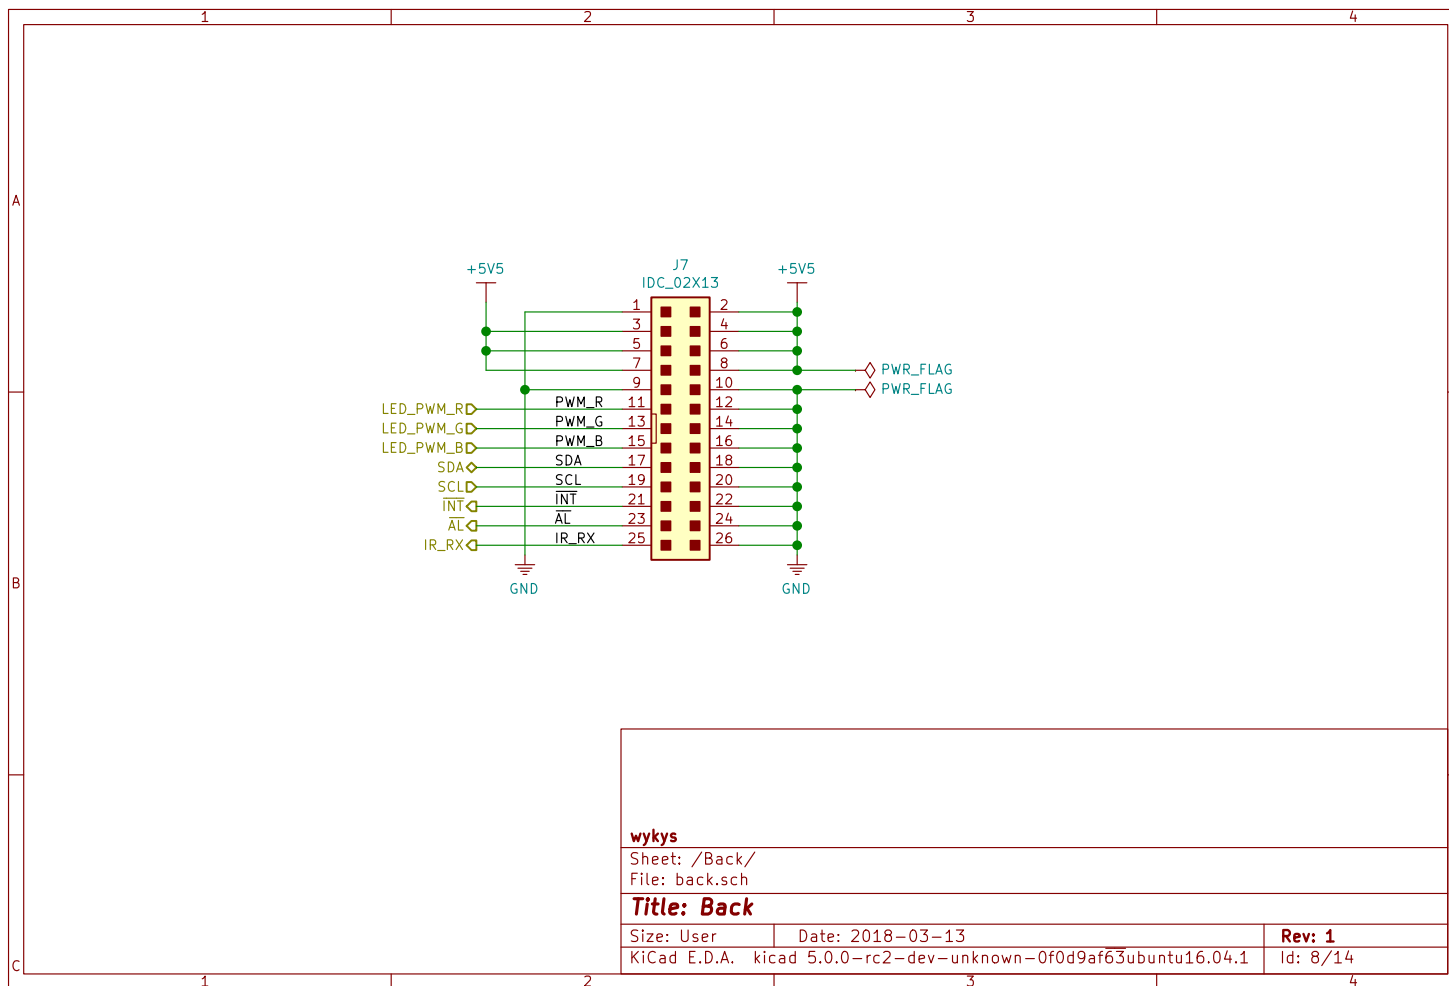 1 2 3 4
A
J7
+5V5 +5V5
IDC_02X13
1 2
3 4
5 6
7 8 PWR_FLAG
9 10 PWR_FLAG
LED_PWM_R PWM_R 11 12
LED_PWM_G PWM_G 13 14
LED_PWM_B PWM_B 15 16
SDA SDA 17 18
SCL SCL 19 20
INT INT 21 22
AL AL 23 24
IR_RX IR_RX 25 26
GND GND
B
wykys
Sheet: /Back/
File: back.sch
Title: Back
Size: User Date: 2018-03-13 Rev: 1
KiCad E.D.A. kicad 5.0.0-rc2-dev-unknown-0f0d9af63ubuntu16.04.1 Id: 8/14
C
1 2 3 4